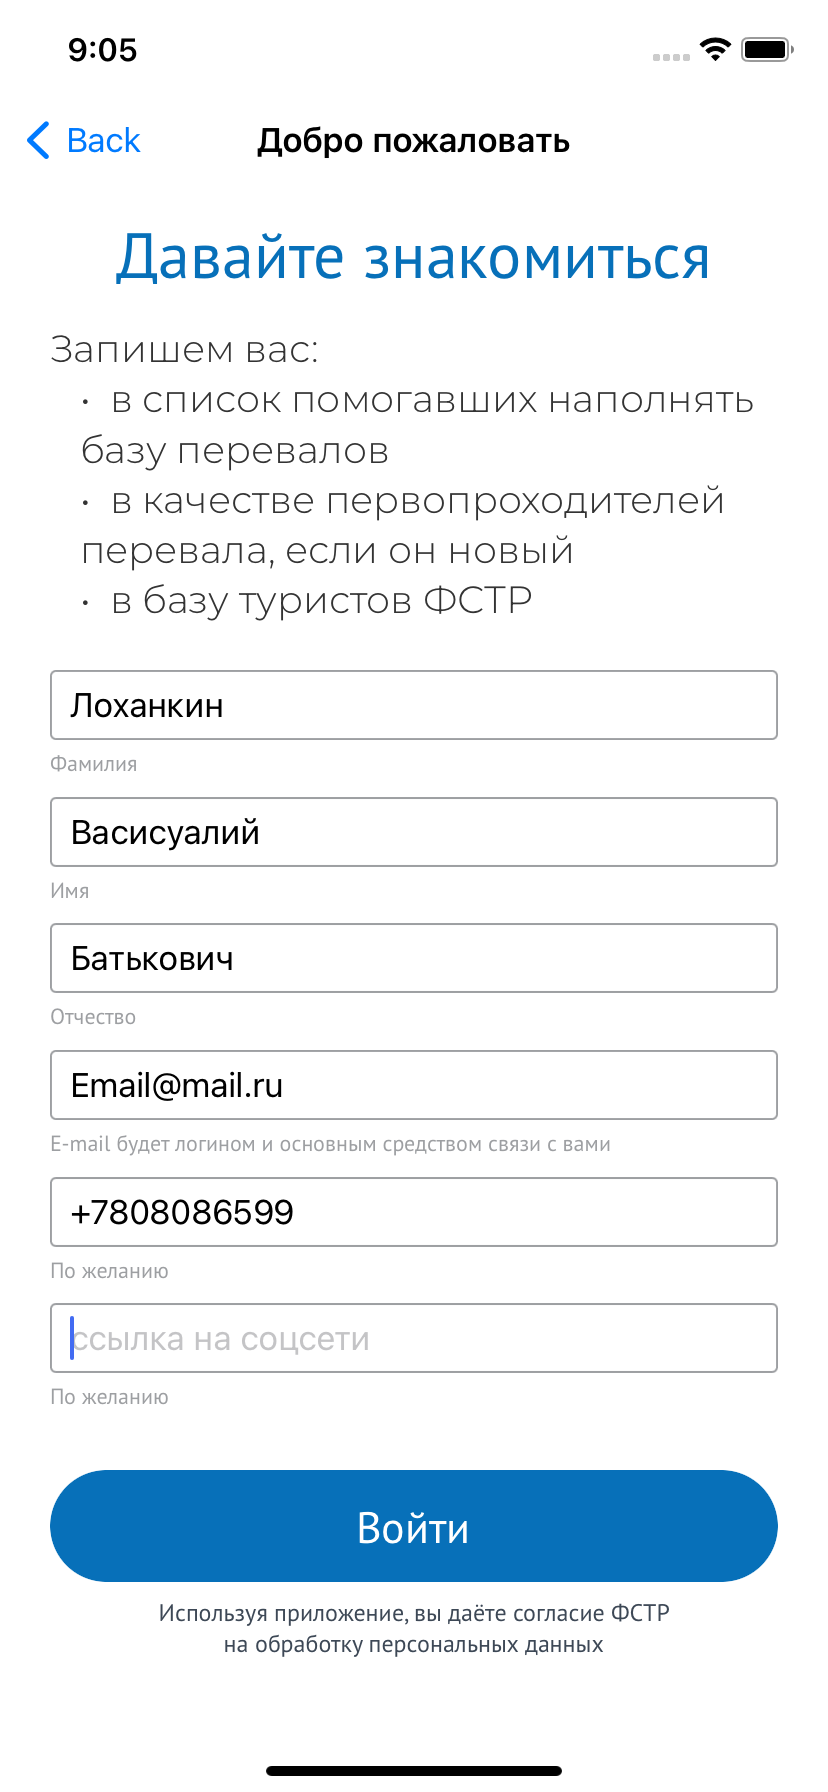 9:05
Back
Добро пожаловать
Давайте знакомиться
Запишем вас:
· в список помогавших наполнять
базу перевалов
· в качестве первопроходителей
перевала, если он новый
· в базу туристов ФСТР
Лоханкин
Фамилия
Васисуалий
Имя
Батькович
Отчество
Email@mail.ru
E-mail будет логином и основным средством связи с вами
+7808086599
По желанию
ссылка на соцсети
По желанию
Войти
Используя приложение, вы даёте согласие ФСТР
на обработку персональных данных